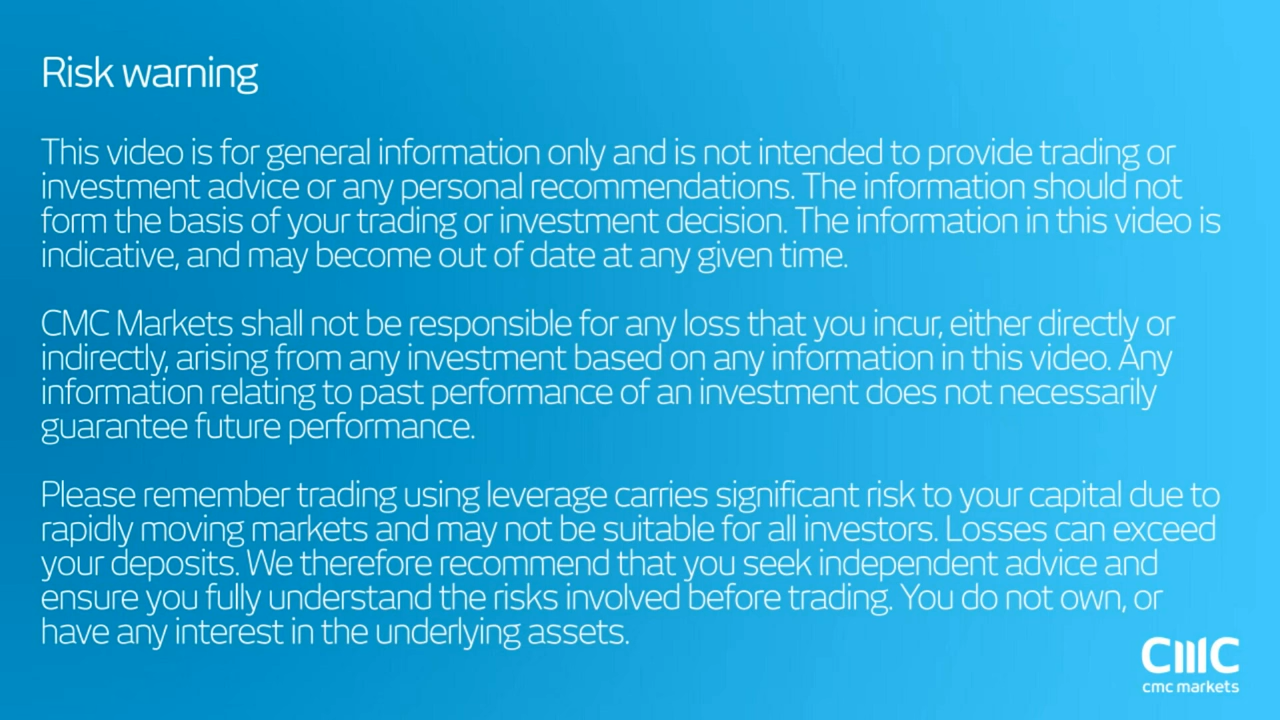 Risk warning
This video is for general information only and is not intended to provide trading or
investment advice or any personal recommendations. The information should not
form the basis of your trading or investment decision. The information in this video is
indicative, and may become out of date at any given time.
CMC Markets shall not be responsible for any loss that you incur, either directly or
indirectly, arising from any investment based on any information in this video. Any
information relating to past performance of an investment does not necessarily
guarantee future performance.
Please remember trading using leverage carries significant risk to your capital due to
rapidly moving markets and may not be suitable for all investors. Losses can exceed
your deposits. We therefore recommend that you seek independent advice and
ensure you fully understand the risks involved before trading. You do not own, or
have any interest in the underlying assets.
CMC
cmc markets